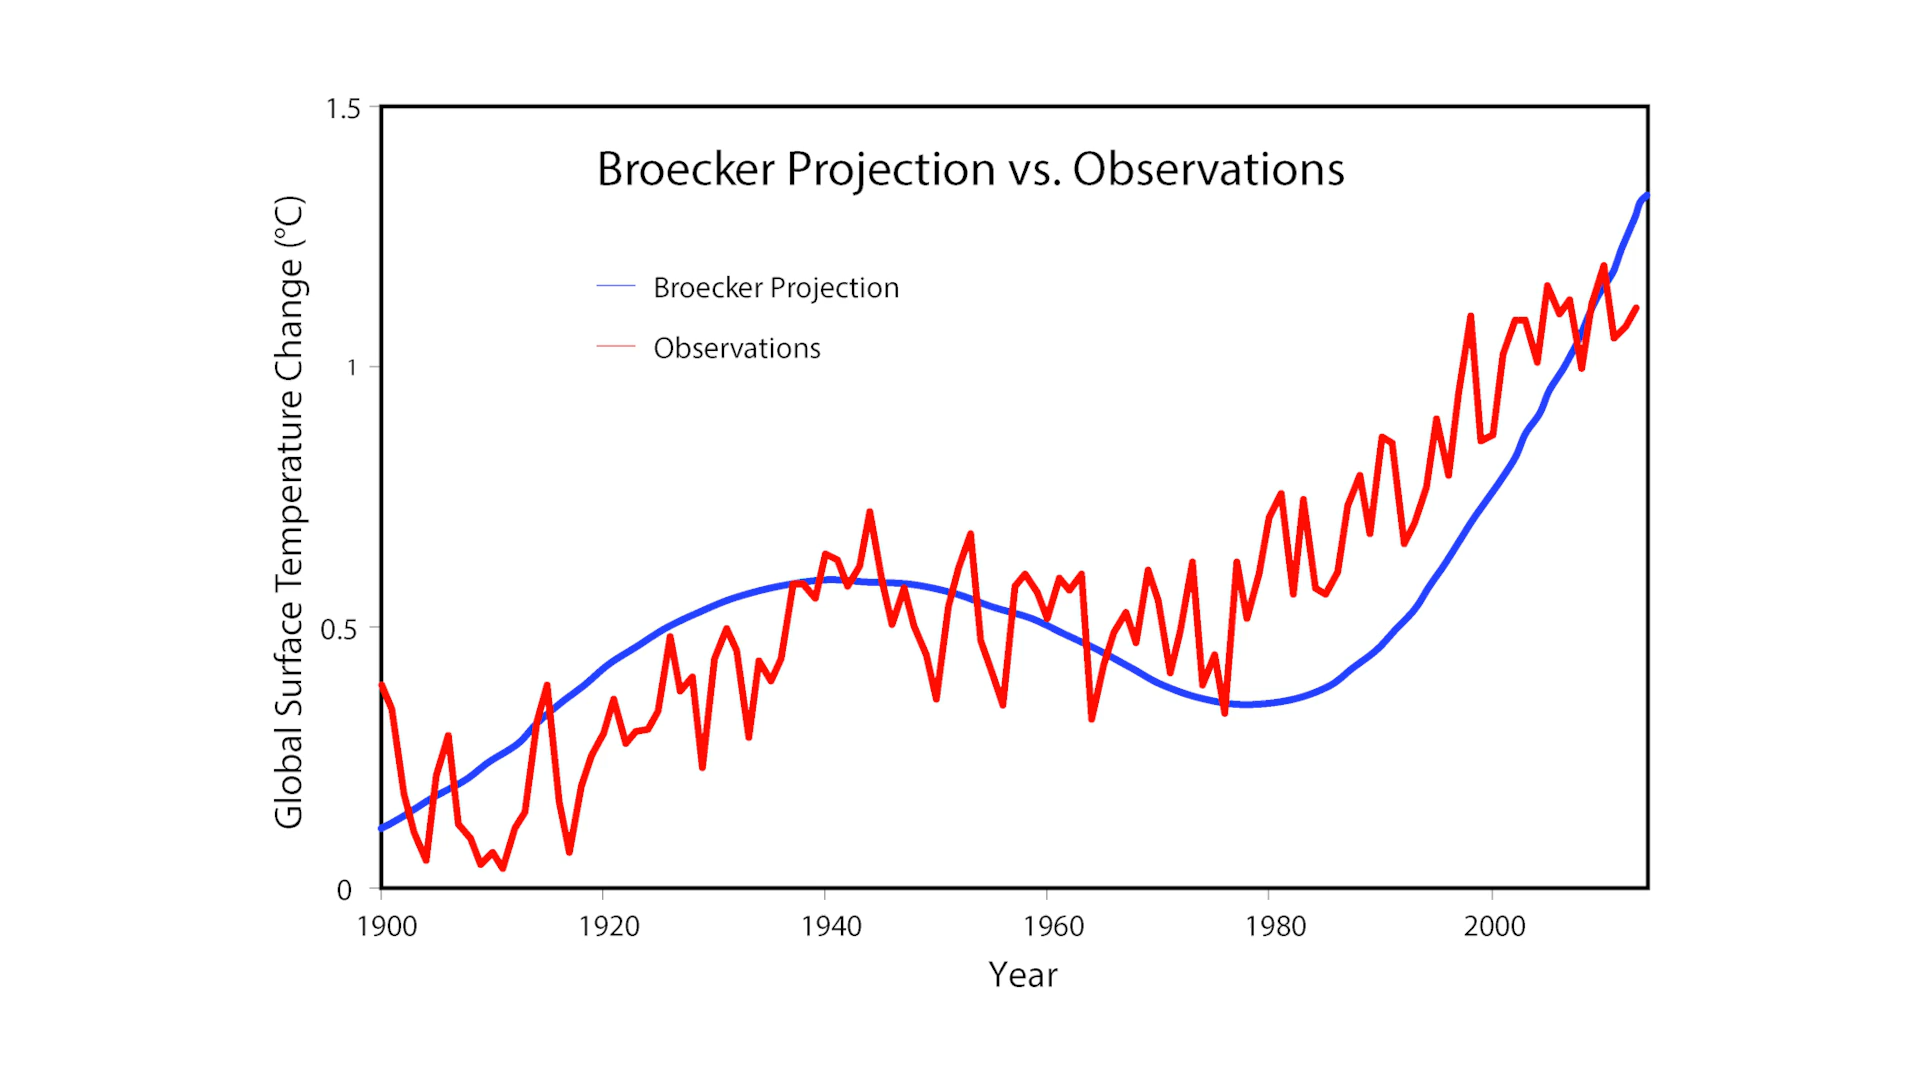 Broecker Projection vs. Observations
Broecker Projection
Observations
Global Surface Temperature Change (°C)
1.5
1
0.5
0
1900 1920 1940 1960 1980 2000
Year